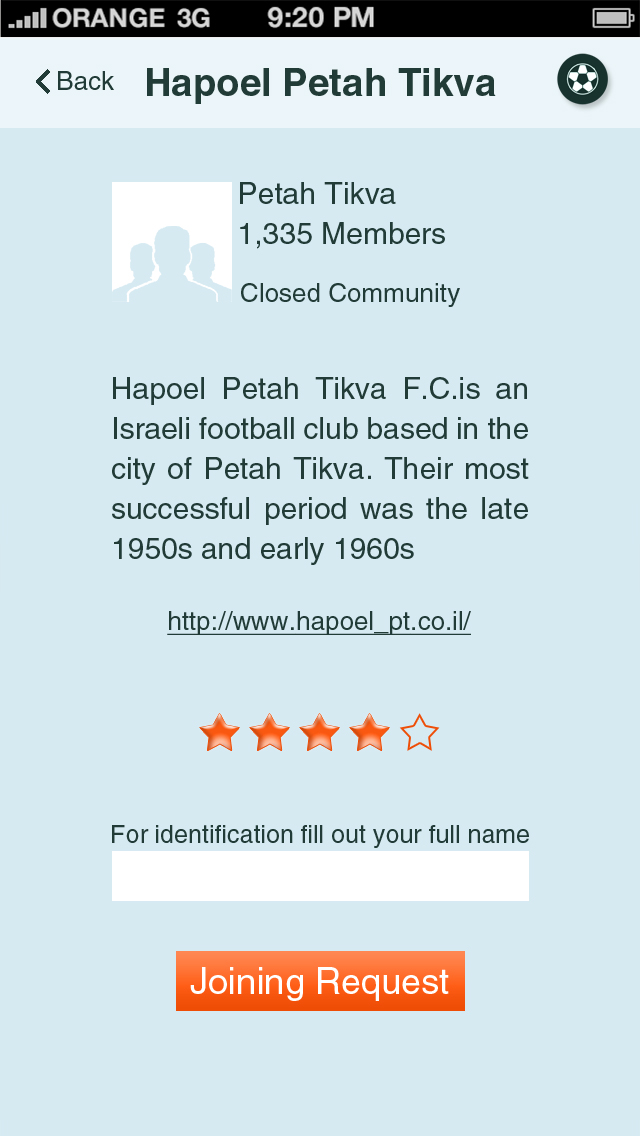 ORANGE 3G 9:20 PM
Back Hapoel Petah Tikva
Petah Tikva
1,335 Members
Closed Community
Hapoel Petah Tikva F.C.is an
Israeli football club based in the
city of Petah Tikva. Their most
successful period was the late
1950s and early 1960s
http://www.hapoel_pt.co.il/
For identification fill out your full name
Joining Request